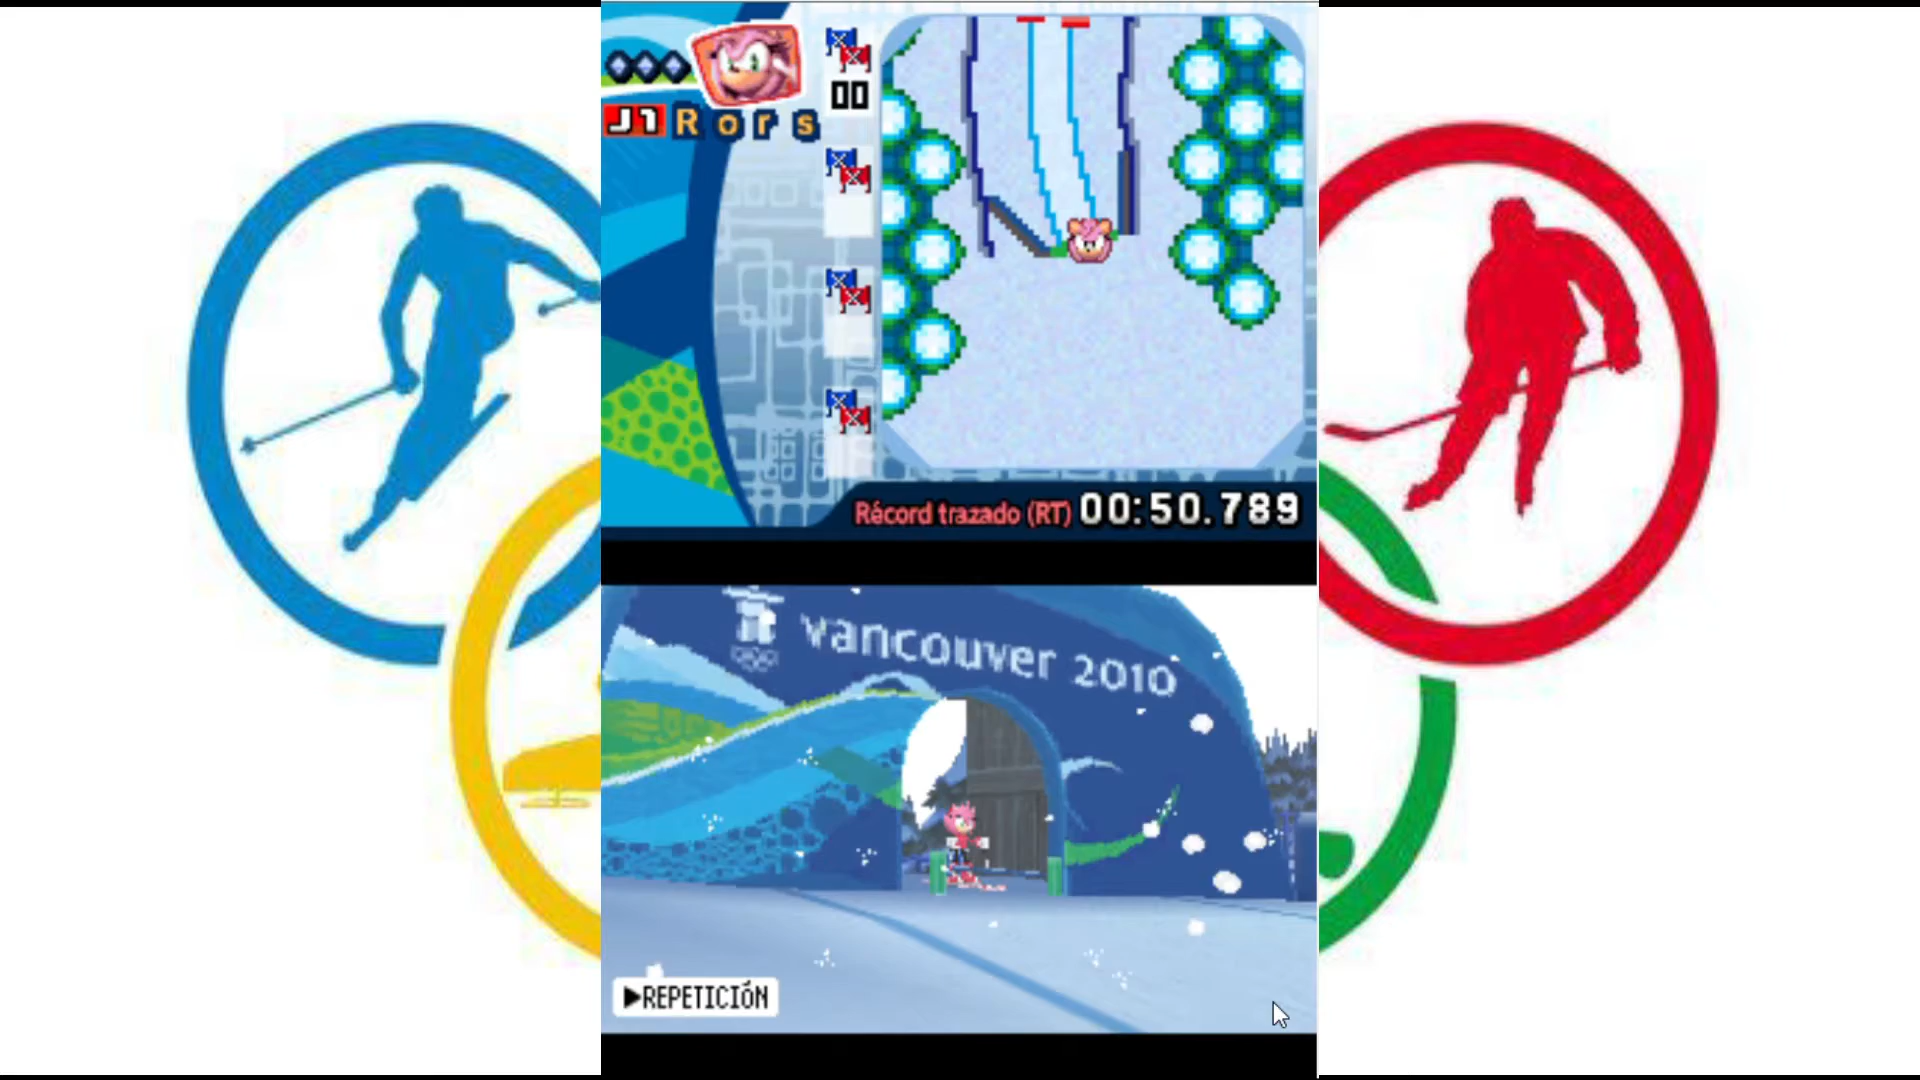 J1 Rors
00
Récord trazado (RT) 00:50.789
vancouver 2010
▶REPETICIÓN